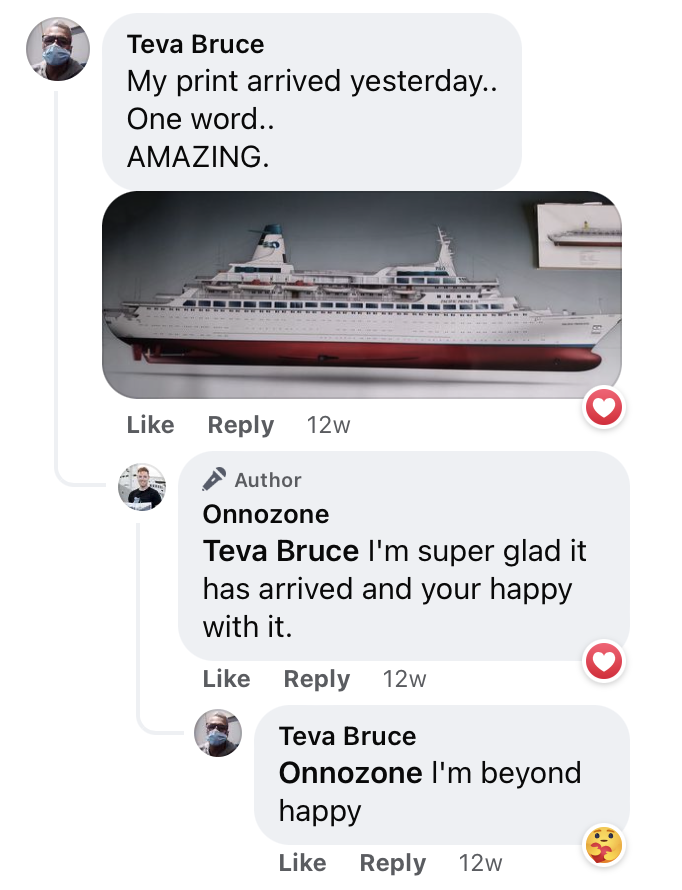 Teva Bruce
My print arrived yesterday..
One word..
AMAZING.
Like Reply 12w
Author
Onnozone
Teva Bruce I'm super glad it
has arrived and your happy
with it.
Like Reply 12w
Teva Bruce
Onnozone I'm beyond
happy
Like Reply 12w